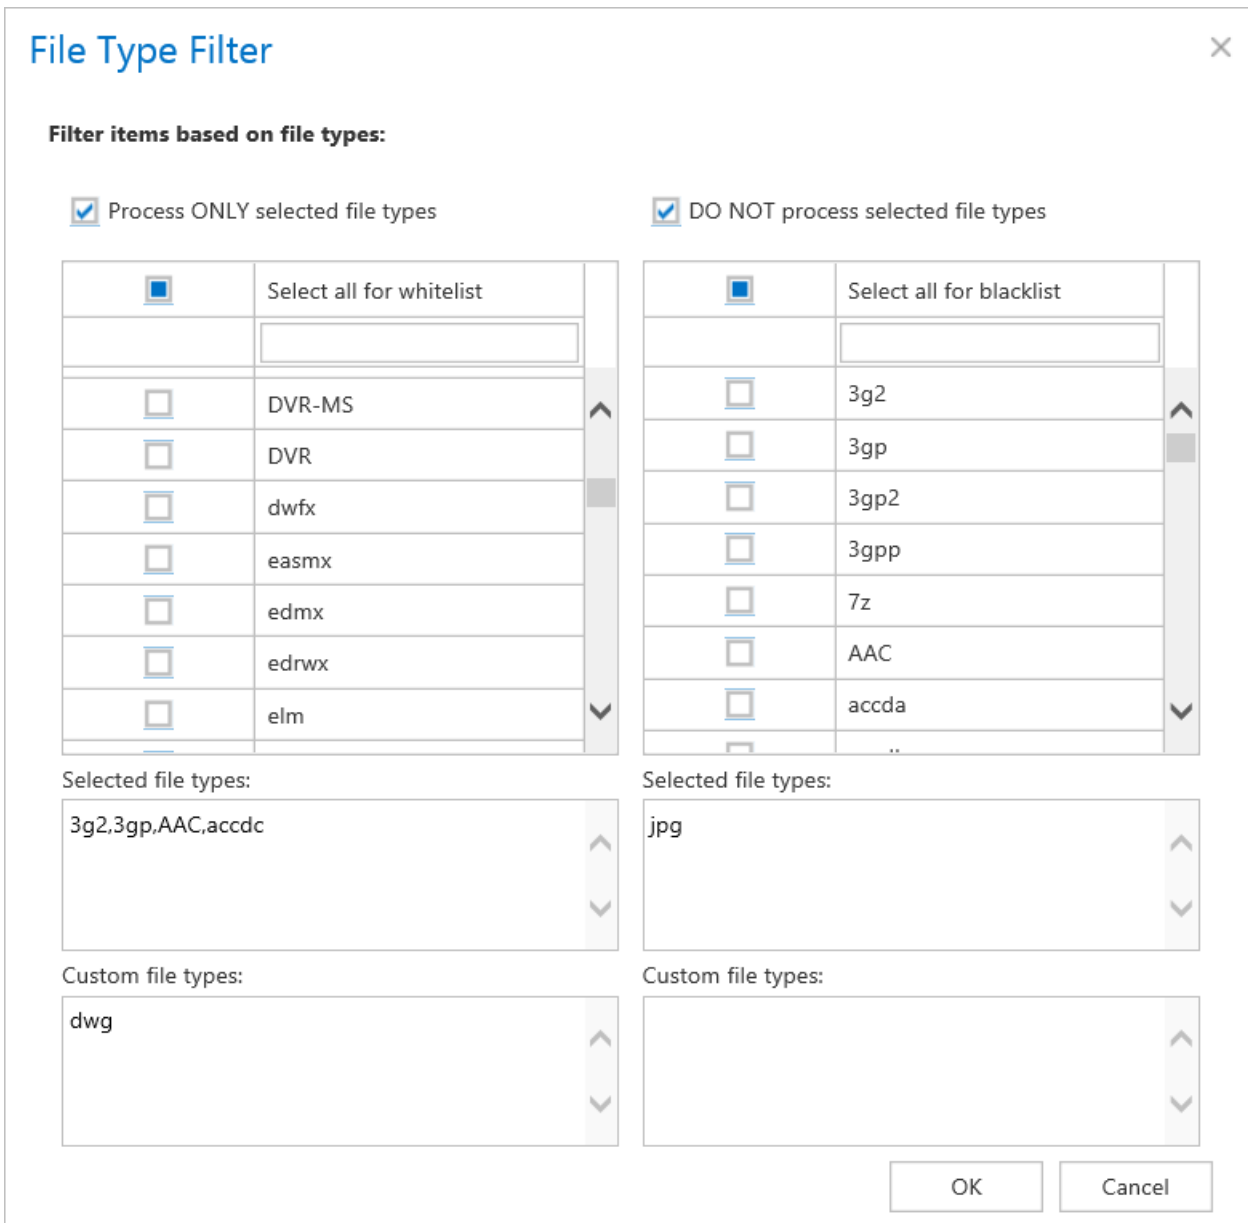 File Type Filter
Filter items based on file types:
Process ONLY selected file types
DO NOT process selected file types
Select all for whitelist
DVR-MS
DVR
dwfx
easmx
edmx
edrwx
elm
Select all for blacklist
3g2
3gp
3gp2
3gpp
7z
AAC
accda
Selected file types:
3g2,3gp,AAC,accdc
Selected file types:
jpg
Custom file types:
dwg
Custom file types:
OK
Cancel